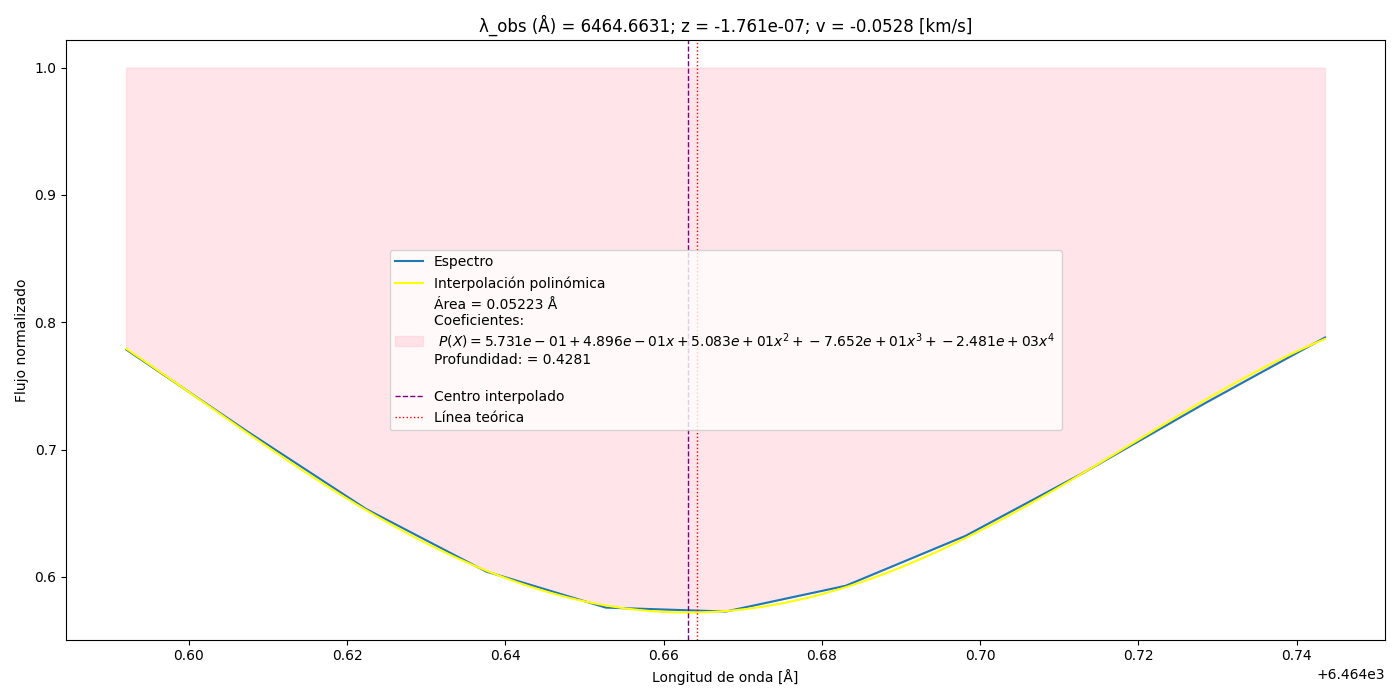 λ_obs (Å) = 6464.6631; z = -1.761e-07; v = -0.0528 [km/s]
1.0
0.9
0.8
0.7
0.6
Flujo normalizado
Espectro
Interpolación polinómica
Área = 0.05223 Å
Coeficientes:
P(X) = 5.731e − 01 + 4.896e − 01x + 5.083e + 01x² + −7.652e + 01x³ + −2.481e + 03x⁴
Profundidad: = 0.4281
Centro interpolado
Línea teórica
0.60 0.62 0.64 0.66 0.68 0.70 0.72 0.74
+6.464e3
Longitud de onda [Å]